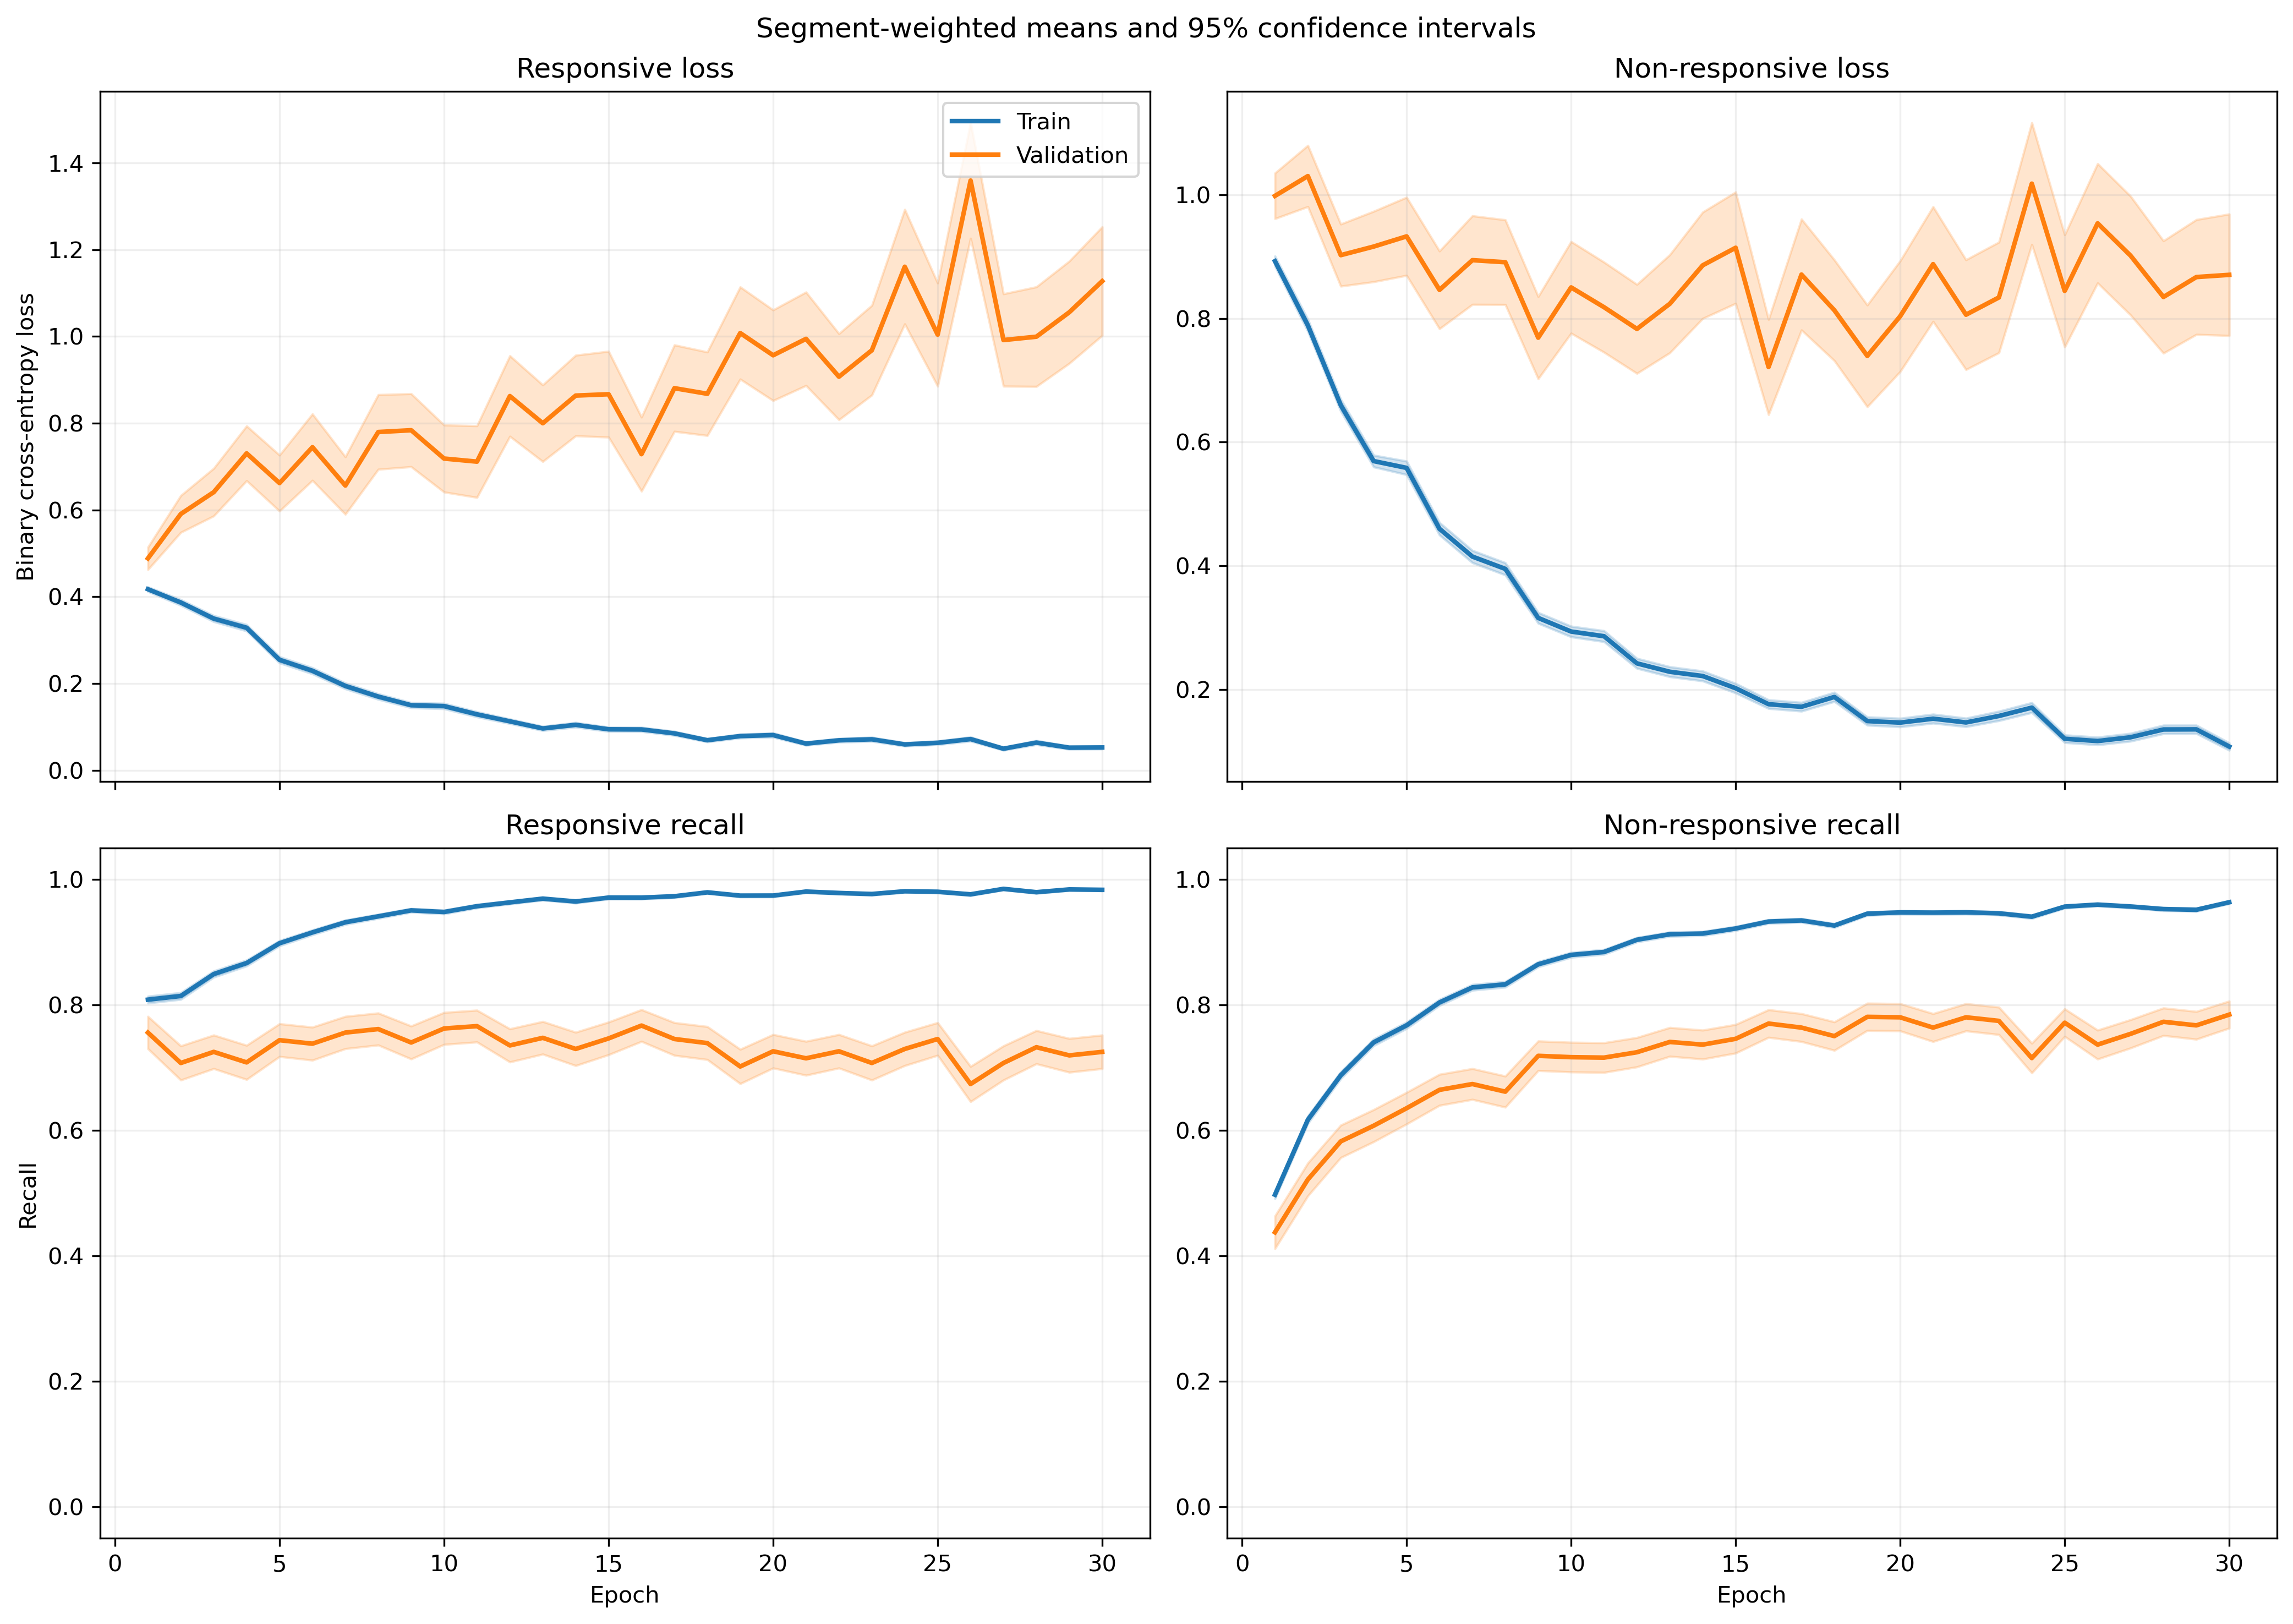 Segment-weighted means and 95% confidence intervals
Responsive loss
Non-responsive loss
Train
Validation
Binary cross-entropy loss
1.4
1.2
1.0
0.8
0.6
0.4
0.2
0.0
1.0
0.8
0.6
0.4
0.2
Responsive recall
Non-responsive recall
Recall
1.0
0.8
0.6
0.4
0.2
0.0
1.0
0.8
0.6
0.4
0.2
0.0
0 5 10 15 20 25 30
0 5 10 15 20 25 30
Epoch
Epoch